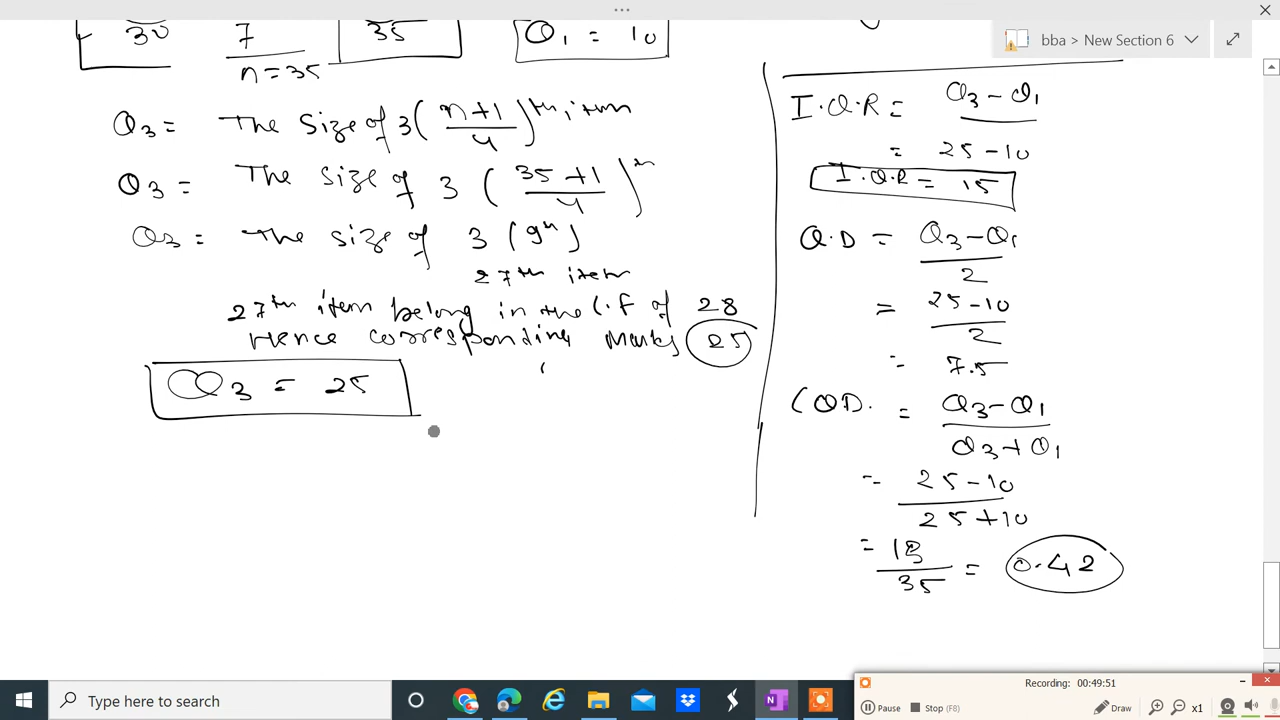 bba > New Section 6
30 7 35 Q1 = 10
n=35
Q3= The Size of 3( n+1 / 4 )th item
Q3= The size of 3 ( 35+1 / 4 )th
Q3= The size of 3 (9th)
27th item
27th item belong in the C.F of 28
Hence corresponding Marks 25
Q3 = 25
I.Q.R = Q3-Q1
= 25-10
I.Q.R = 15
Q.D = Q3-Q1 / 2
= 25-10 / 2
= 7.5
CQD. = Q3-Q1 / Q3+Q1
= 25-10 / 25+10
= 15 / 35 = 0.42
Type here to search
Recording: 00:49:51
Pause Stop (F8) Draw x1